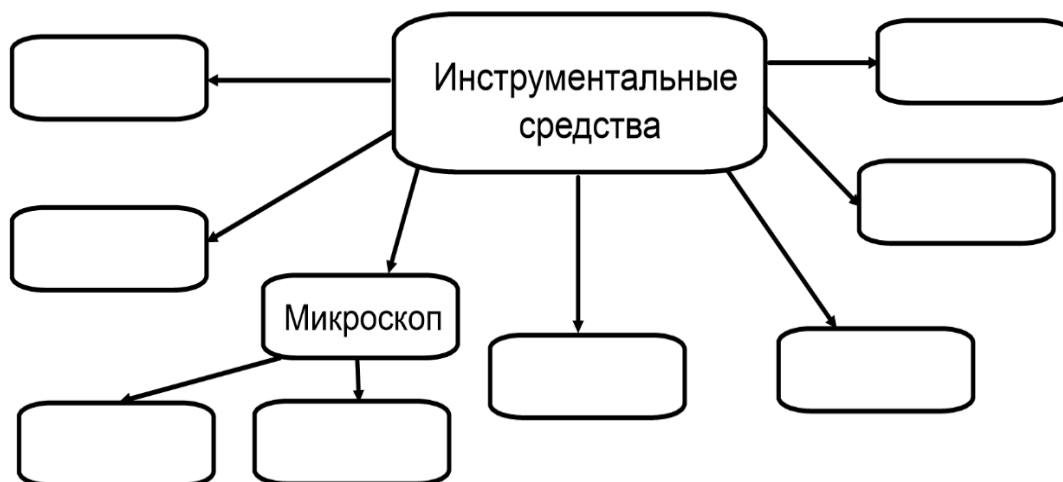 Инструментальные
средства
Микроскоп